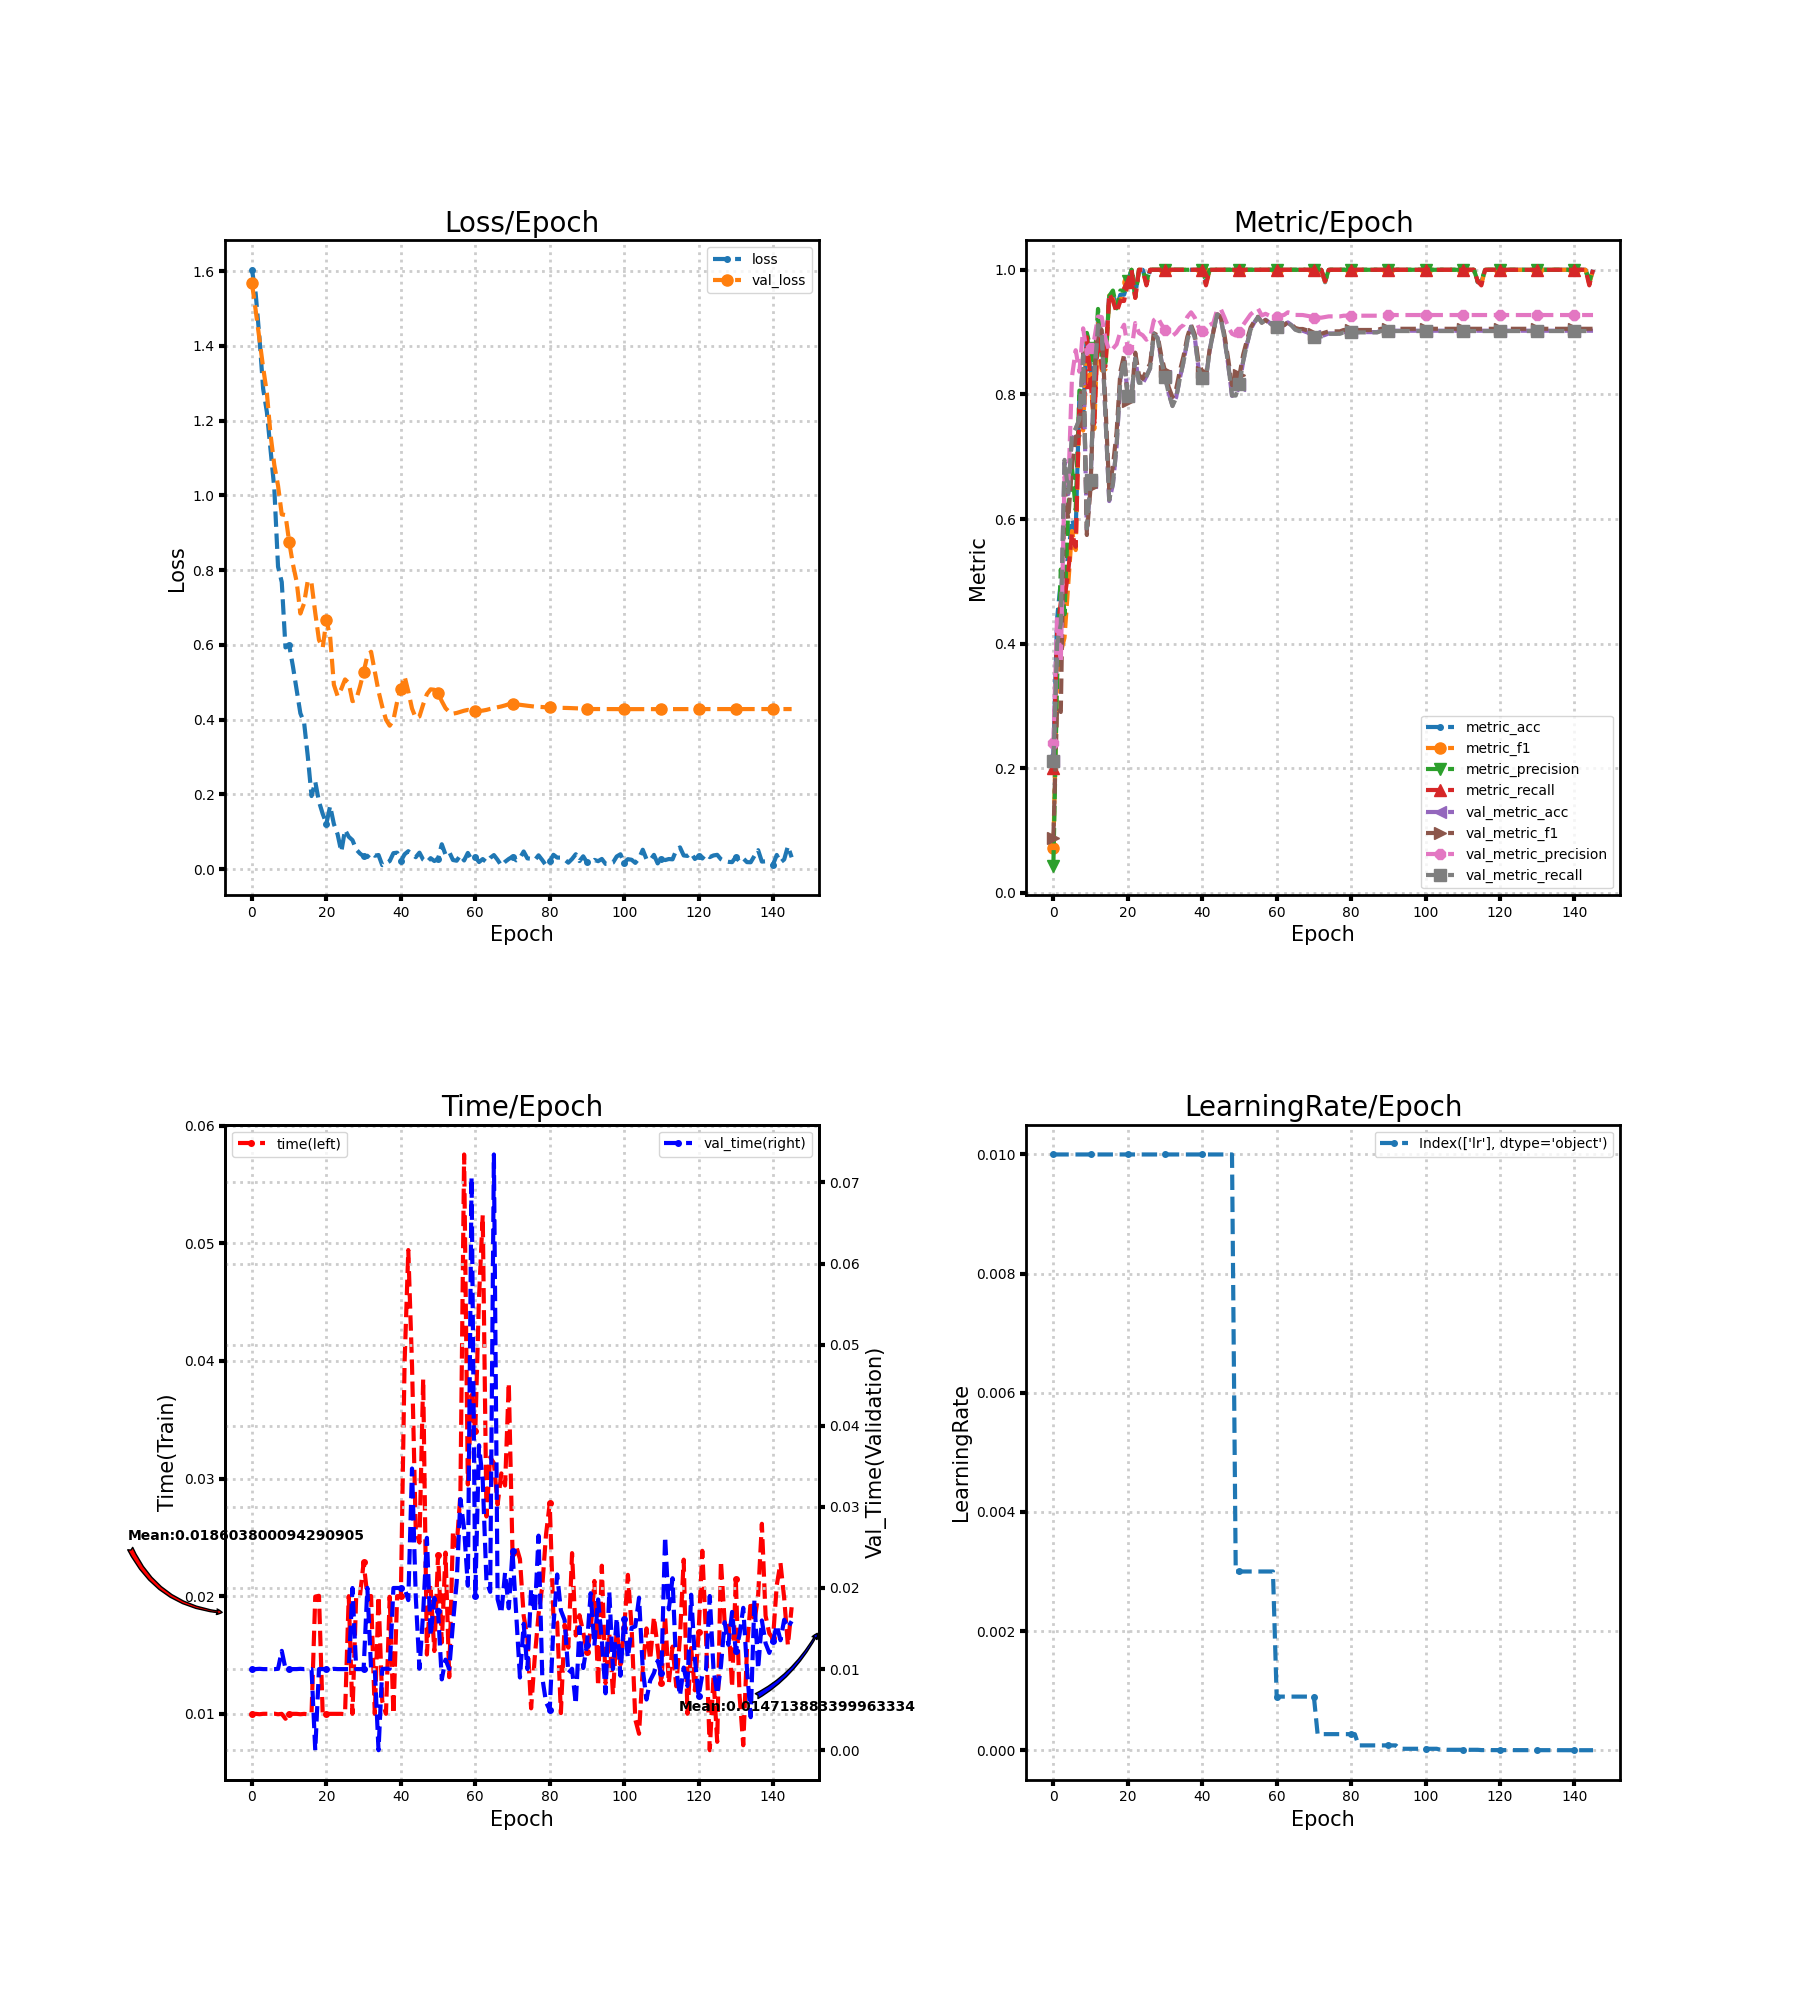 Loss/Epoch
1.6
1.4
1.2
1.0
0.8
0.6
0.4
0.2
0.0
Loss
loss
val_loss
0 20 40 60 80 100 120 140
Epoch
Metric/Epoch
1.0
0.8
0.6
0.4
0.2
0.0
Metric
metric_acc
metric_f1
metric_precision
metric_recall
val_metric_acc
val_metric_f1
val_metric_precision
val_metric_recall
0 20 40 60 80 100 120 140
Epoch
Time/Epoch
0.06
0.05
0.04
0.03
0.02
0.01
Time(Train)
time(left)
val_time(right)
0.07
0.06
0.05
0.04
0.03
0.02
0.01
0.00
Val_Time(Validation)
Mean:0.018603800094290905
Mean:0.014713883399963334
0 20 40 60 80 100 120 140
Epoch
LearningRate/Epoch
0.010
0.008
0.006
0.004
0.002
0.000
LearningRate
Index(['lr'], dtype='object')
0 20 40 60 80 100 120 140
Epoch